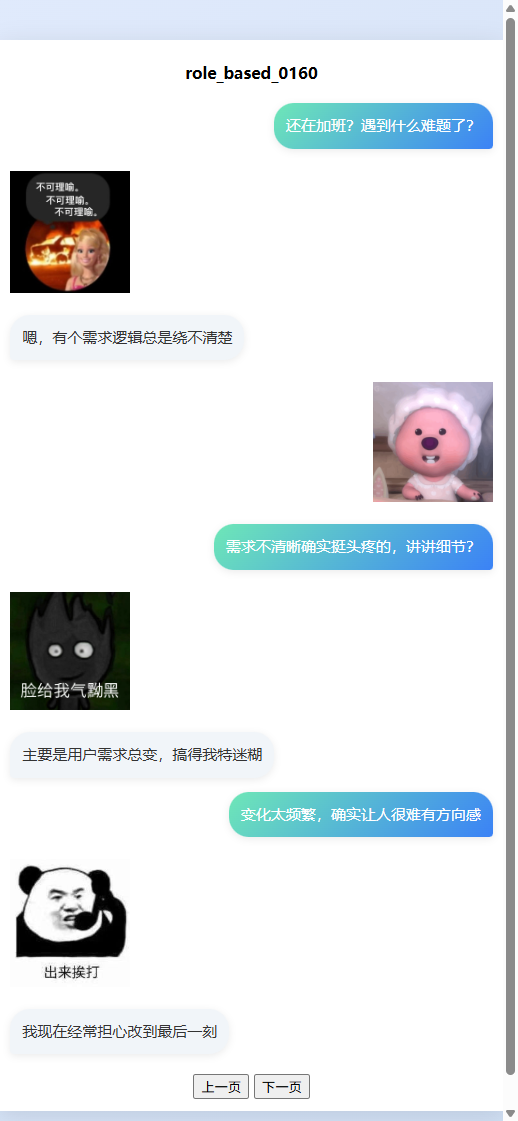 role_based_0160
还在加班？遇到什么难题了？
不可理喻。
不可理喻。
不可理喻。
嗯，有个需求逻辑总是绕不清楚
需求不清晰确实挺头疼的，讲讲细节？
脸给我气黝黑
主要是用户需求总变，搞得我特迷糊
变化太频繁，确实让人很难有方向感
出来挨打
我现在经常担心改到最后一刻
上一页 下一页